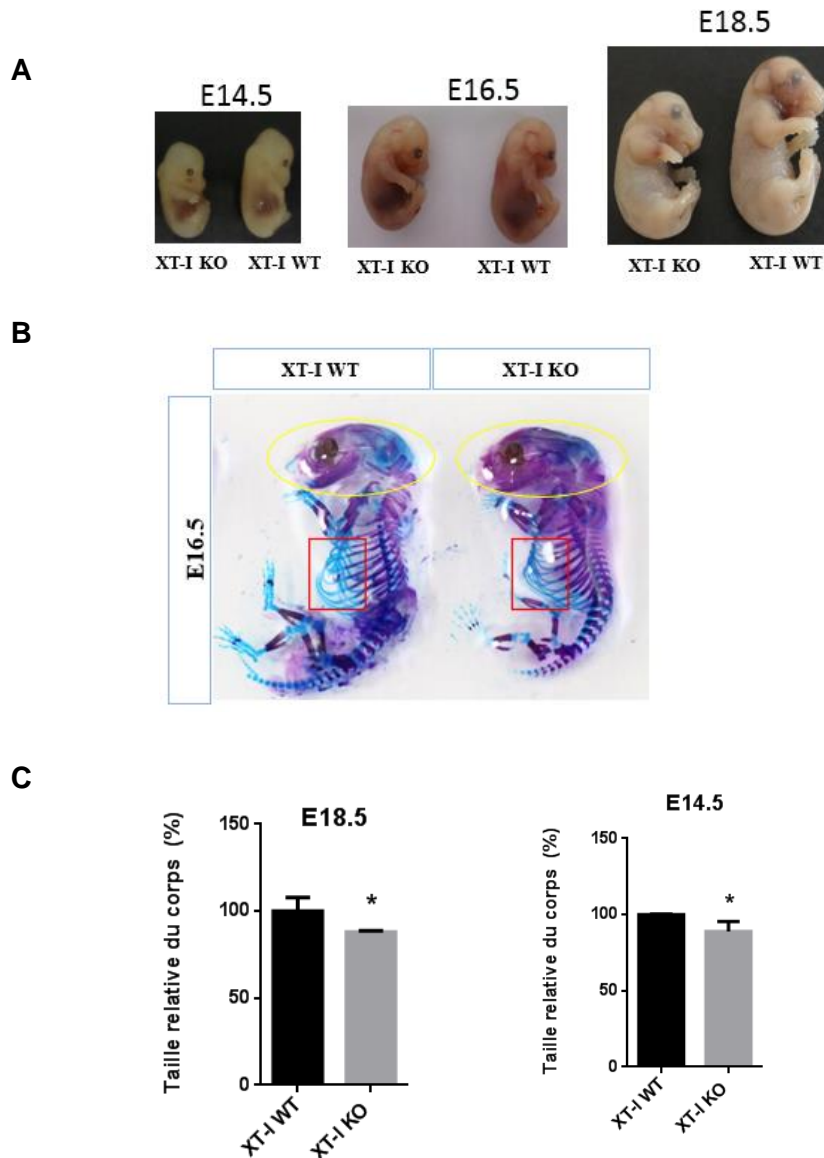 A
E14.5
E16.5
E18.5
XT-I KO XT-I WT
XT-I KO XT-I WT
XT-I KO XT-I WT
B
XT-I WT
XT-I KO
E16.5
C
E18.5
Taille relative du corps (%)
150
100
50
0
XT-I WT
XT-I KO
*
E14.5
Taille relative du corps (%)
150
100
50
0
XT-I WT
XT-I KO
*